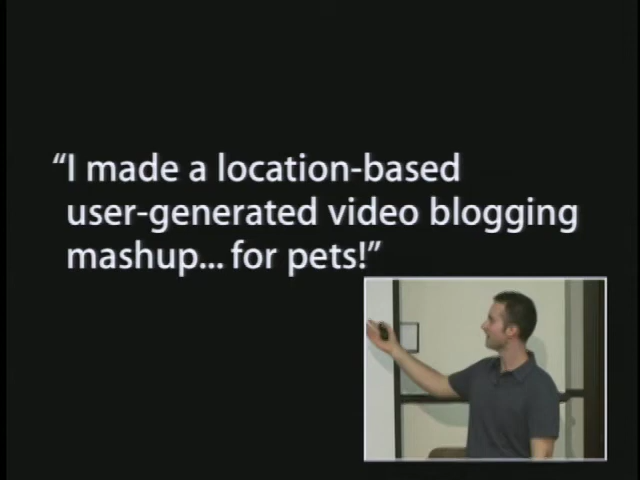 “I made a location-based
user-generated video blogging
mashup... for pets!”